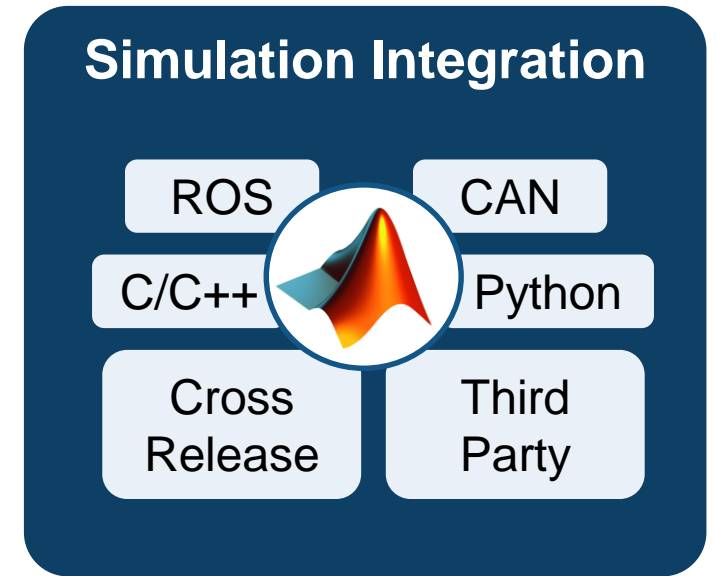 Simulation Integration
ROS
CAN
C/C++
Python
Cross
Release
Third
Party